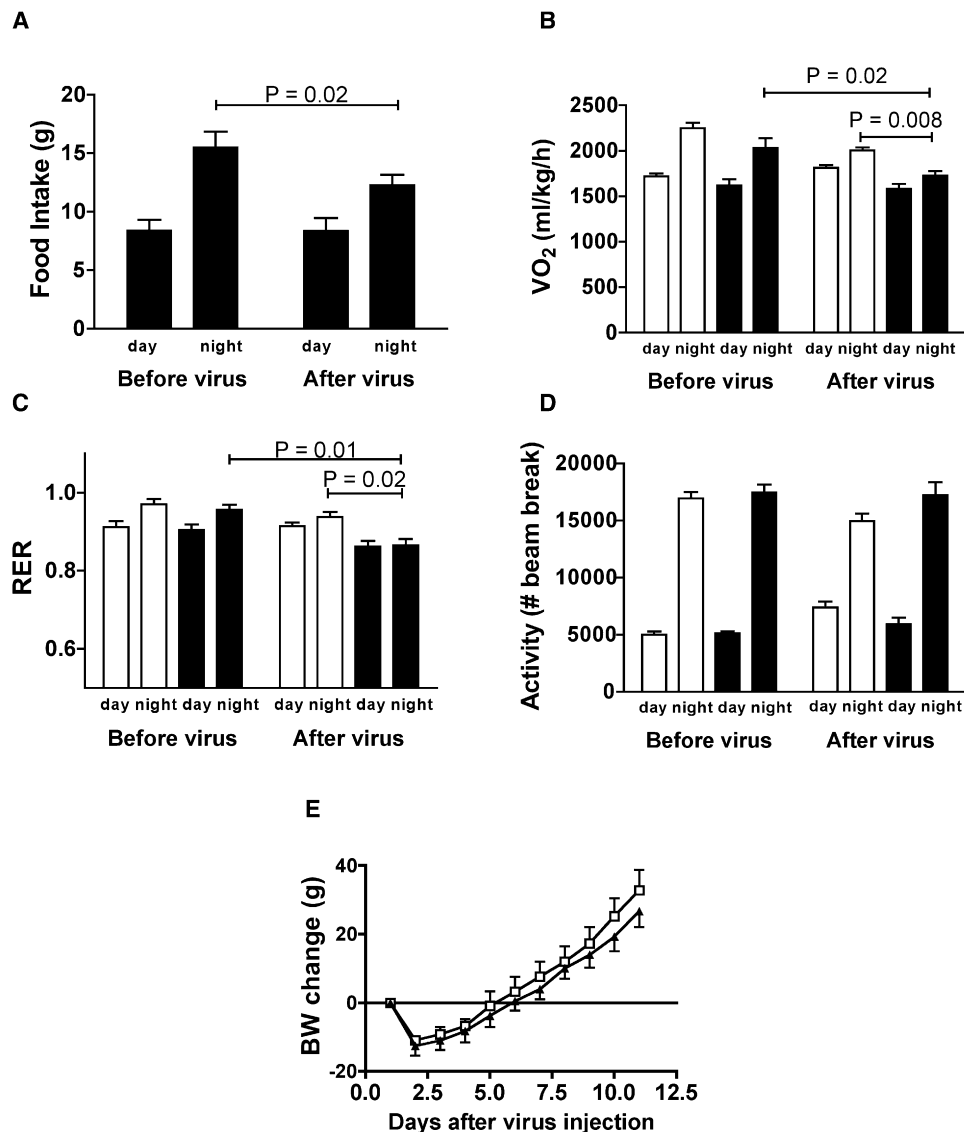 A
P = 0.02
Food Intake (g)
20
15
10
5
0
day night day night
Before virus After virus
B
P = 0.02
P = 0.008
VO2 (ml/kg/h)
2500
2000
1500
1000
500
0
day night day night day night day night
Before virus After virus
C
P = 0.01
P = 0.02
RER
1.0
0.8
0.6
day night day night day night day night
Before virus After virus
D
Activity (# beam break)
20000
15000
10000
5000
0
day night day night day night day night
Before virus After virus
E
BW change (g)
40
20
0
-20
0.0 2.5 5.0 7.5 10.0 12.5
Days after virus injection